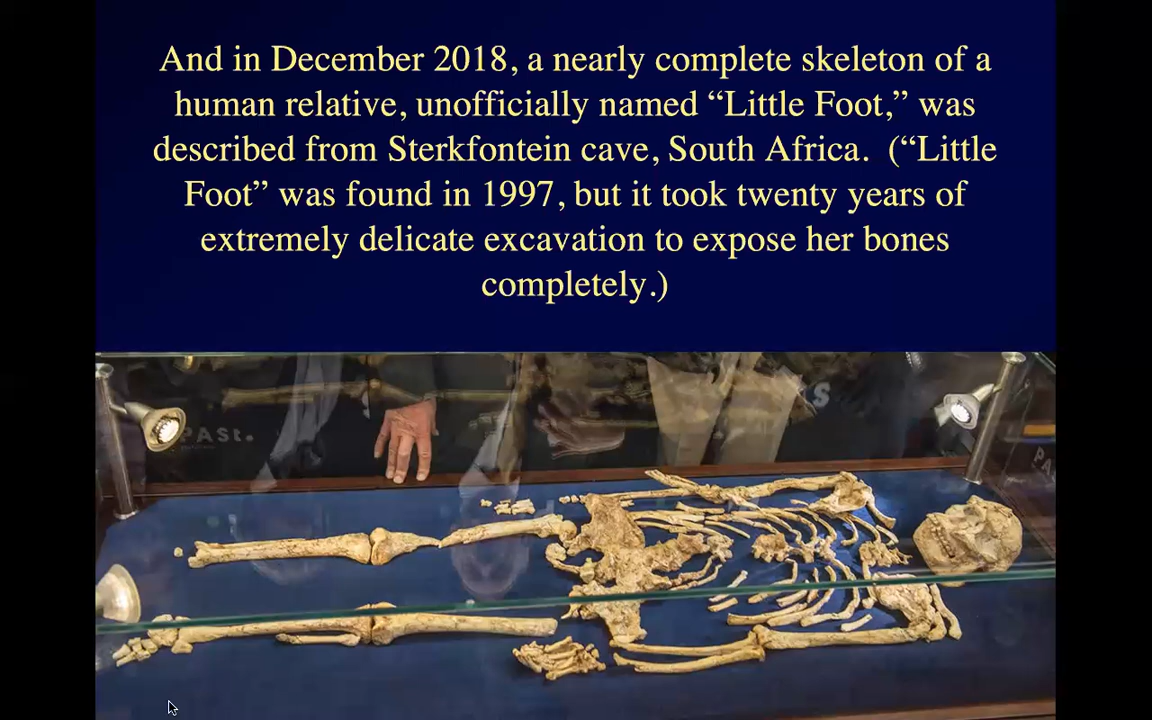 And in December 2018, a nearly complete skeleton of a
human relative, unofficially named “Little Foot,” was
described from Sterkfontein cave, South Africa.  (“Little
Foot” was found in 1997, but it took twenty years of
extremely delicate excavation to expose her bones
completely.)
PAST.